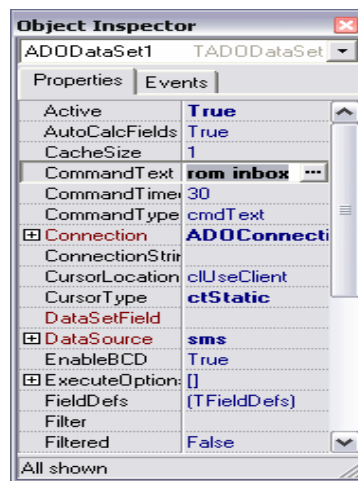 Object Inspector
ADODataSet1 TADODataSet
Properties Events
Active True
AutoCalcFields True
CacheSize 1
CommandText rom inbox ...
CommandTime 30
CommandType cmdText
Connection ADOConnecti
ConnectionStrin
CursorLocation clUseClient
CursorType ctStatic
DataSetField
DataSource sms
EnableBCD True
ExecuteOption: []
FieldDefs (TFieldDefs)
Filter
Filtered False
All shown